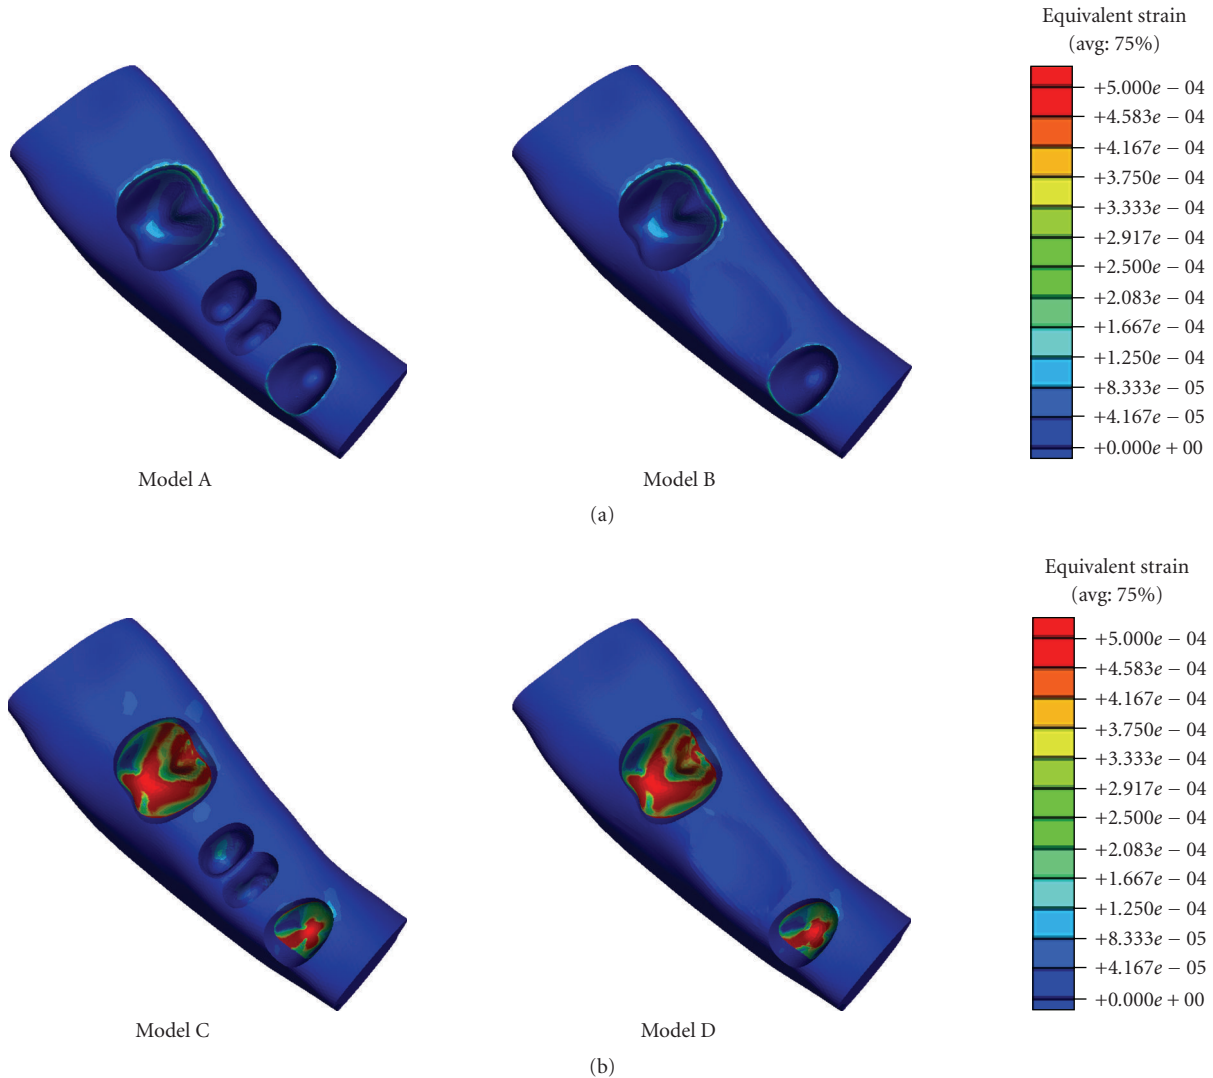 Equivalent strain
(avg: 75%)
+5.000e − 04
+4.583e − 04
+4.167e − 04
+3.750e − 04
+3.333e − 04
+2.917e − 04
+2.500e − 04
+2.083e − 04
+1.667e − 04
+1.250e − 04
+8.333e − 05
+4.167e − 05
+0.000e + 00
Model A
Model B
(a)
Equivalent strain
(avg: 75%)
+5.000e − 04
+4.583e − 04
+4.167e − 04
+3.750e − 04
+3.333e − 04
+2.917e − 04
+2.500e − 04
+2.083e − 04
+1.667e − 04
+1.250e − 04
+8.333e − 05
+4.167e − 05
+0.000e + 00
Model C
Model D
(b)